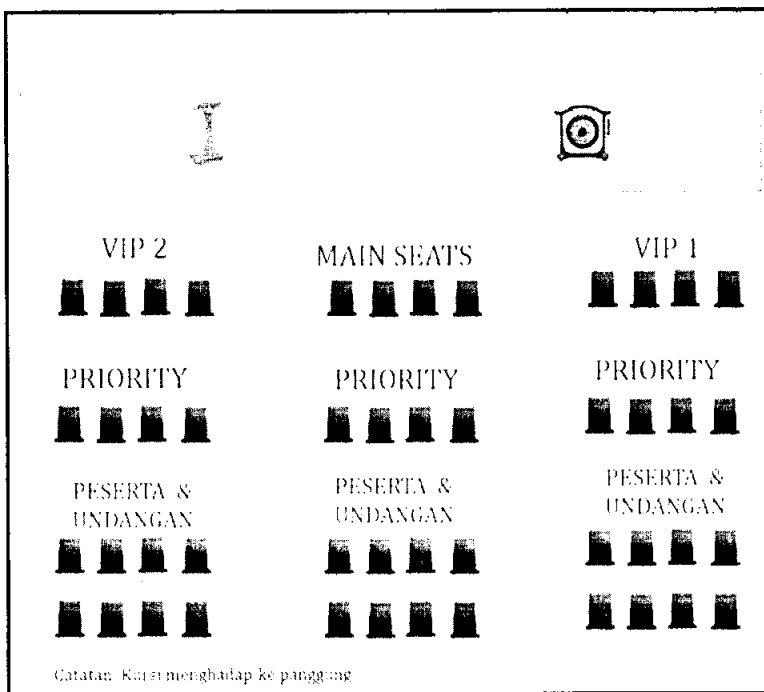 VIP 2
MAIN SEATS
VIP 1
PRIORITY
PRIORITY
PRIORITY
PESERTA &
UNDANGAN
PESERTA &
UNDANGAN
PESERTA &
UNDANGAN
Catatan Kursi menghadap ke panggung